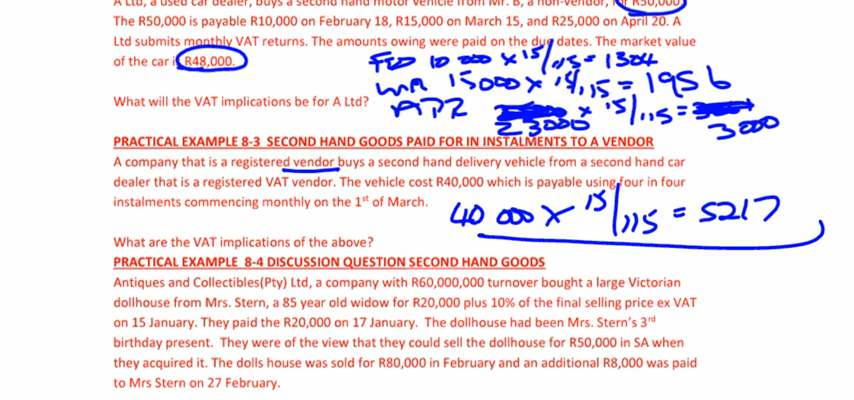 A Ltd, a used car dealer, buys a second hand motor vehicle from Mr. B, a non-vendor, for R50,000.
The R50,000 is payable R10,000 on February 18, R15,000 on March 15, and R25,000 on April 20. A
Ltd submits monthly VAT returns. The amounts owing were paid on the due dates. The market value
of the car is R48,000.
FEB 10 000 x 15/115 = 1304
MAR 15000 x 15/115 = 1956
What will the VAT implications be for A Ltd?
APR 23000 x 15/115 = 3000
PRACTICAL EXAMPLE 8-3 SECOND HAND GOODS PAID FOR IN INSTALMENTS TO A VENDOR
A company that is a registered vendor buys a second hand delivery vehicle from a second hand car
dealer that is a registered VAT vendor. The vehicle cost R40,000 which is payable using four in four
instalments commencing monthly on the 1st of March.
40 000 x 15/115 = 5217
What are the VAT implications of the above?
PRACTICAL EXAMPLE 8-4 DISCUSSION QUESTION SECOND HAND GOODS
Antiques and Collectibles(Pty) Ltd, a company with R60,000,000 turnover bought a large Victorian
dollhouse from Mrs. Stern, a 85 year old widow for R20,000 plus 10% of the final selling price ex VAT
on 15 January. They paid the R20,000 on 17 January. The dollhouse had been Mrs. Stern's 3rd
birthday present. They were of the view that they could sell the dollhouse for R50,000 in SA when
they acquired it. The dolls house was sold for R80,000 in February and an additional R8,000 was paid
to Mrs Stern on 27 February.